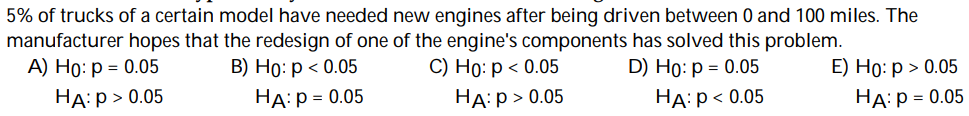 5% of trucks of a certain model have needed new engines after being driven between 0 and 100 miles. The
manufacturer hopes that the redesign of one of the engine's components has solved this problem.
A) H0: p = 0.05 B) H0: p < 0.05 C) H0: p < 0.05 D) H0: p = 0.05 E) H0: p > 0.05
HA: p > 0.05 HA: p = 0.05 HA: p > 0.05 HA: p < 0.05 HA: p = 0.05